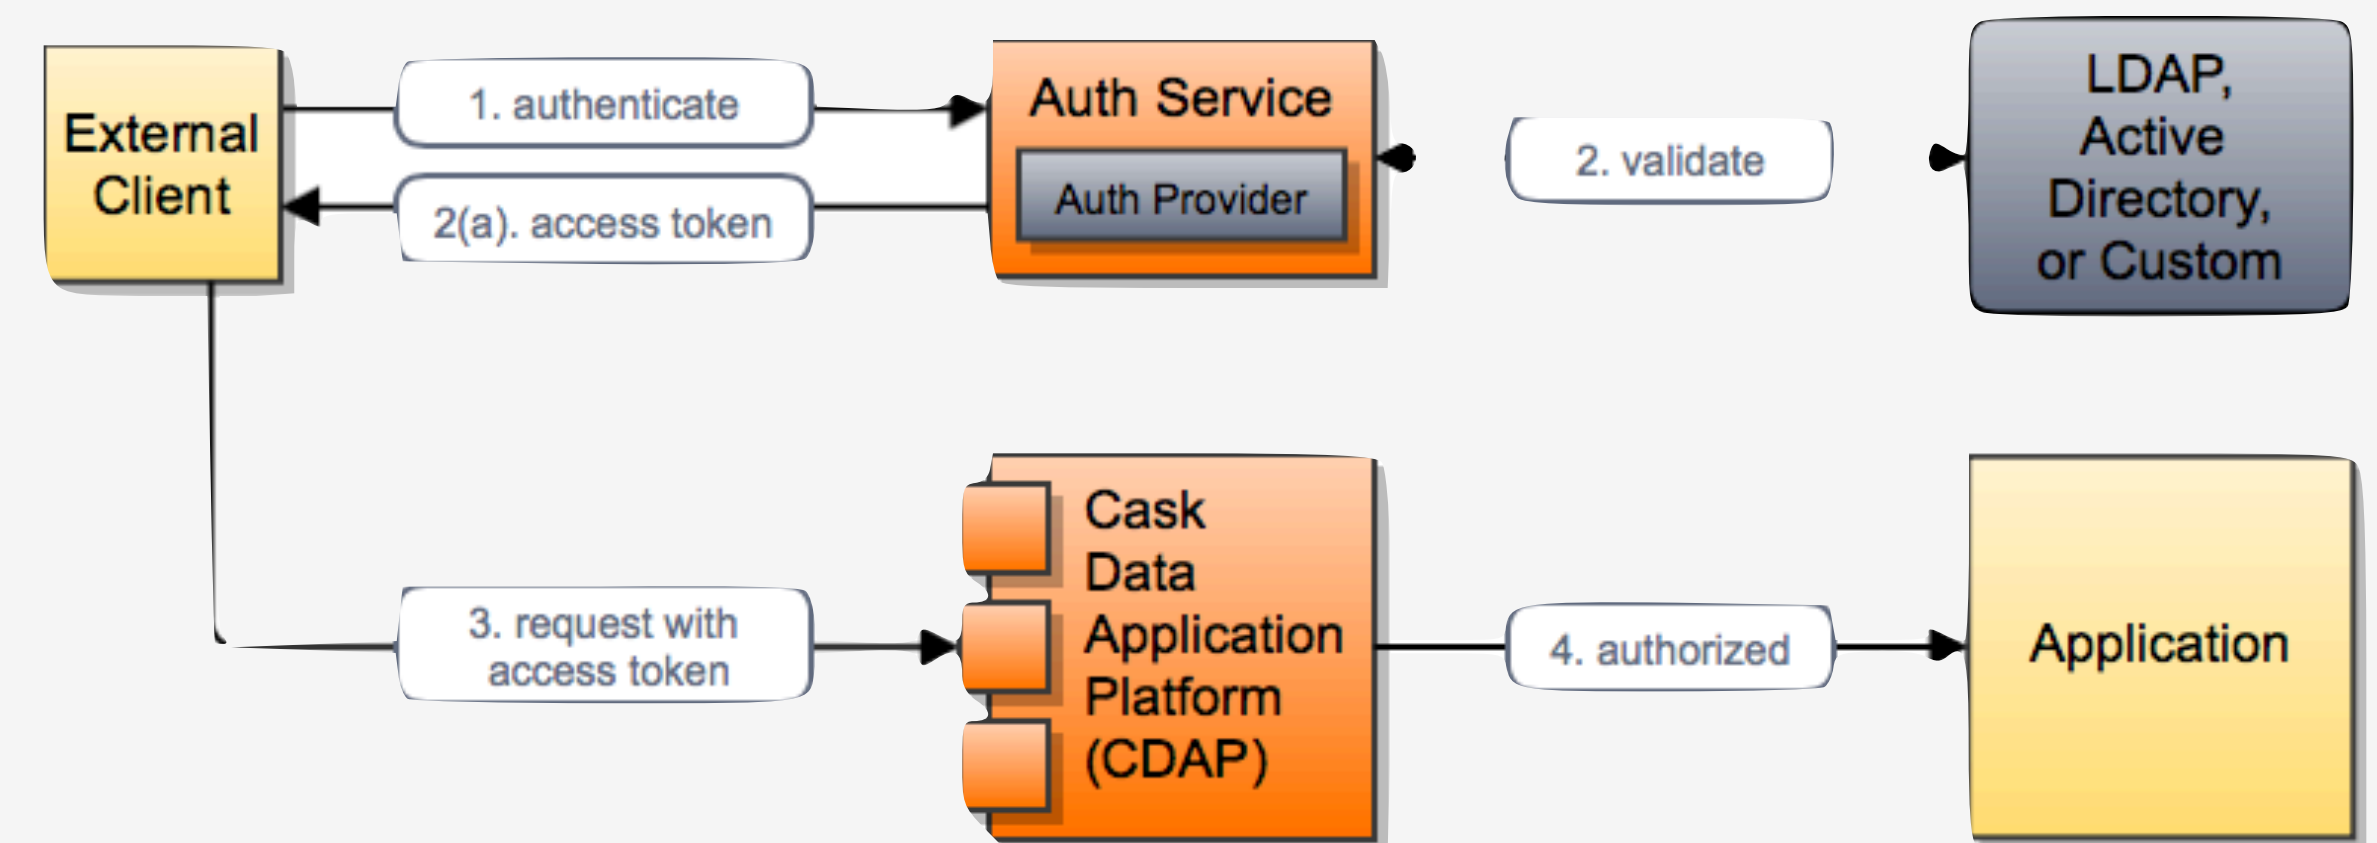 External
Client
1. authenticate
2(a). access token
Auth Service
Auth Provider
2. validate
LDAP,
Active
Directory,
or Custom
3. request with
access token
Cask
Data
Application
Platform
(CDAP)
4. authorized
Application